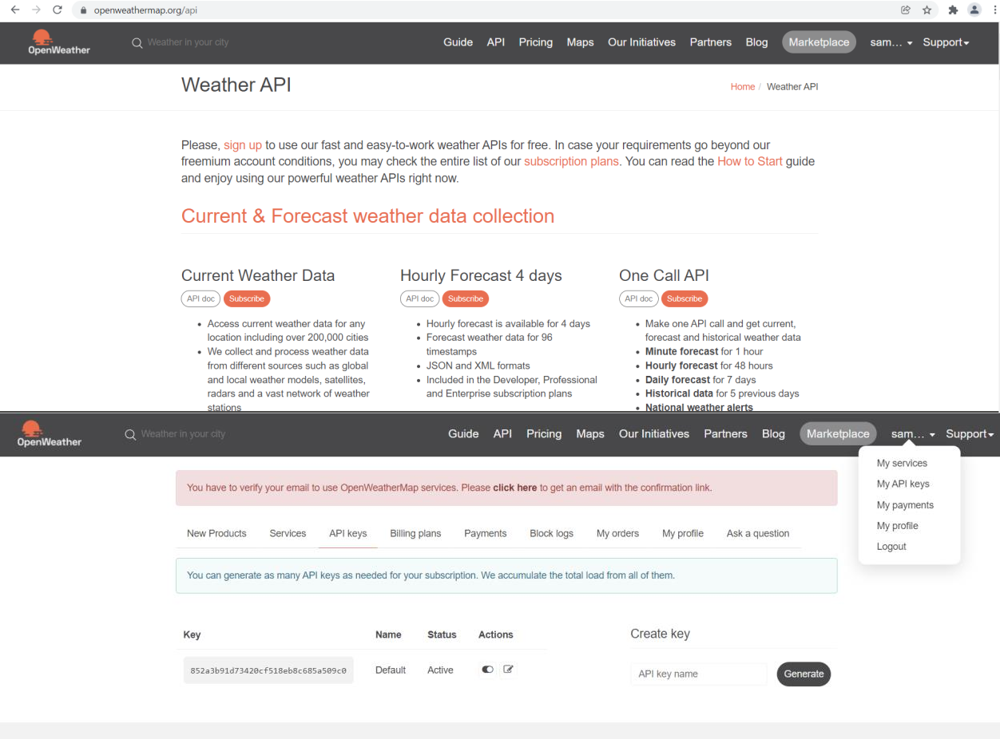 openweathermap.org/api
OpenWeather
Weather in your city
Guide API Pricing Maps Our Initiatives Partners Blog Marketplace sam... Support
Weather API
Home / Weather API
Please, sign up to use our fast and easy-to-work weather APIs for free. In case your requirements go beyond our
freemium account conditions, you may check the entire list of our subscription plans. You can read the How to Start guide
and enjoy using our powerful weather APIs right now.
Current & Forecast weather data collection
Current Weather Data
API doc Subscribe
• Access current weather data for any
location including over 200,000 cities
• We collect and process weather data
from different sources such as global
and local weather models, satellites,
radars and a vast network of weather
stations
Hourly Forecast 4 days
API doc Subscribe
• Hourly forecast is available for 4 days
• Forecast weather data for 96
timestamps
• JSON and XML formats
• Included in the Developer, Professional
and Enterprise subscription plans
One Call API
API doc Subscribe
• Make one API call and get current,
forecast and historical weather data
• Minute forecast for 1 hour
• Hourly forecast for 48 hours
• Daily forecast for 7 days
• Historical data for 5 previous days
• National weather alerts
OpenWeather
Weather in your city
Guide API Pricing Maps Our Initiatives Partners Blog Marketplace sam... Support
My services
My API keys
My payments
My profile
Logout
You have to verify your email to use OpenWeatherMap services. Please click here to get an email with the confirmation link.
New Products Services API keys Billing plans Payments Block logs My orders My profile Ask a question
You can generate as many API keys as needed for your subscription. We accumulate the total load from all of them.
Key Name Status Actions
852a3b91d73420cf518eb8c685a509c0 Default Active
Create key
API key name Generate